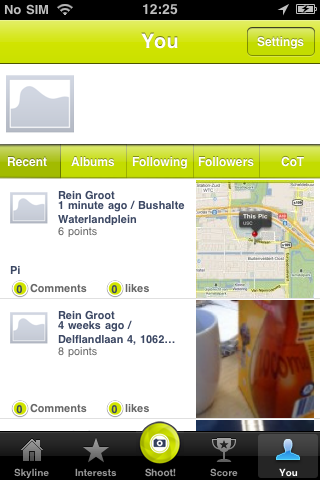 No SIM 12:25
You
Settings
Recent Albums Following Followers CoT
Rein Groot
1 minute ago / Bushalte
Waterlandplein
6 points
This Pic
Pi
0 Comments 0 likes
Rein Groot
4 weeks ago /
Delflandlaan 4, 1062...
8 points
0 Comments 0 likes
Skyline Interests Shoot! Score You